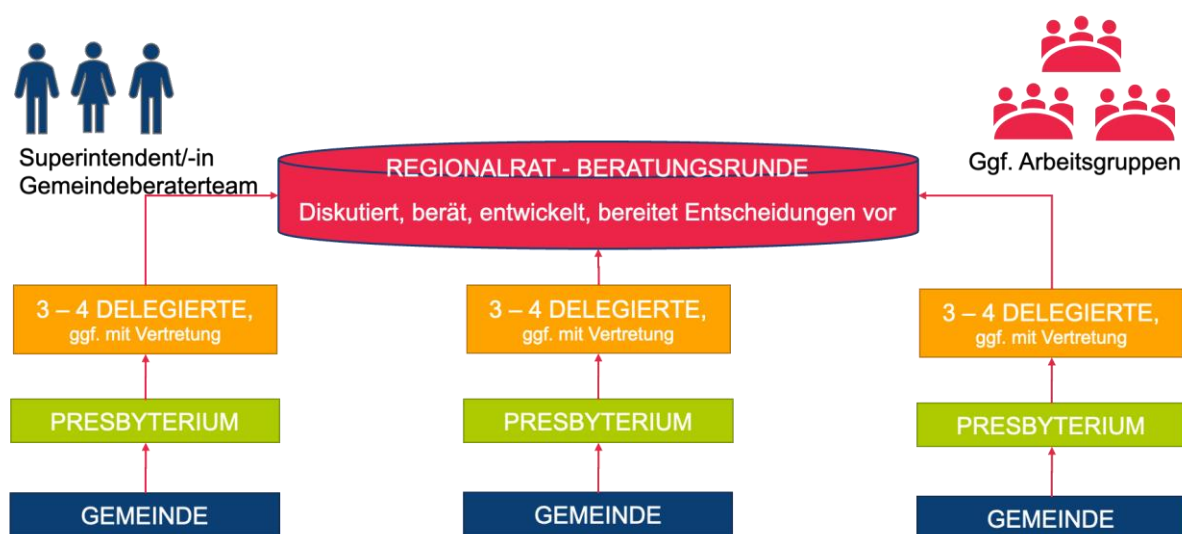 Superintendent/-in
Gemeindeberaterteam
Ggf. Arbeitsgruppen
REGIONALRAT - BERATUNGSRUNDE
Diskutiert, berät, entwickelt, bereitet Entscheidungen vor
3 – 4 DELEGIERTE,
ggf. mit Vertretung
3 – 4 DELEGIERTE,
ggf. mit Vertretung
3 – 4 DELEGIERTE,
ggf. mit Vertretung
PRESBYTERIUM
PRESBYTERIUM
PRESBYTERIUM
GEMEINDE
GEMEINDE
GEMEINDE